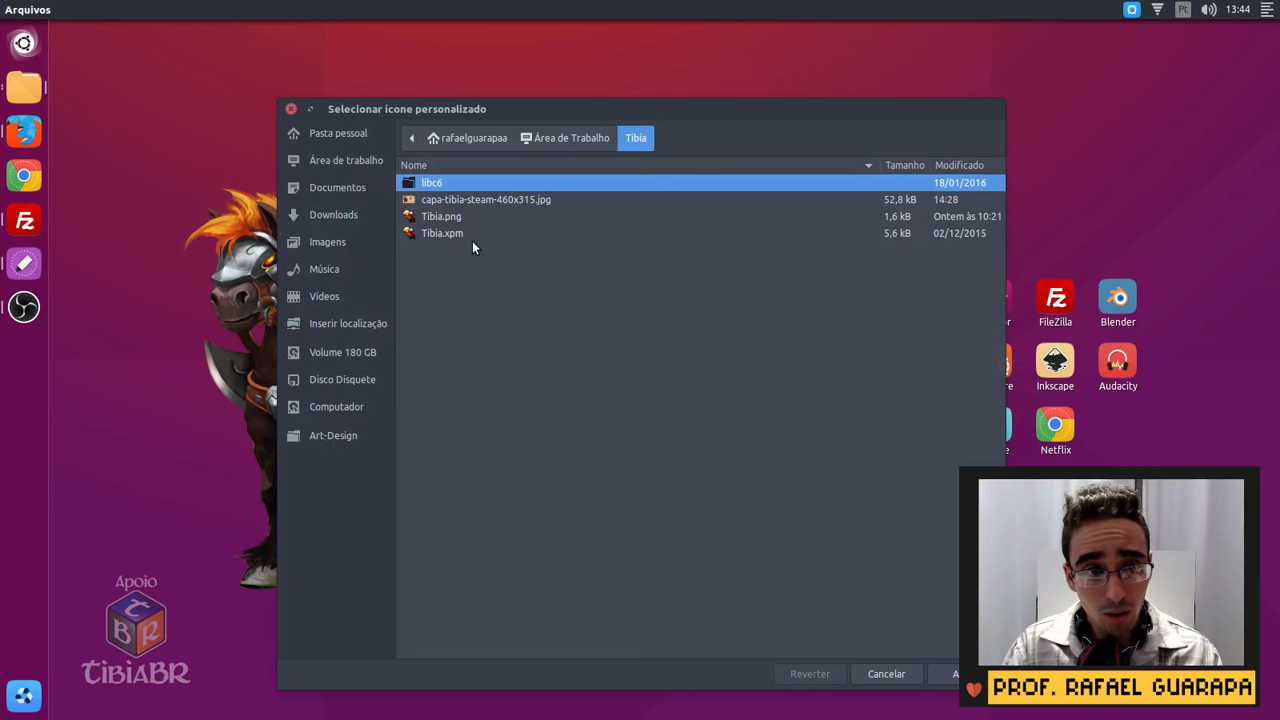 Arquivos
Pt
13:44
Selecionar ícone personalizado
rafaelguarapaa
Área de Trabalho
Tibia
Pasta pessoal
Área de trabalho
Documentos
Downloads
Imagens
Música
Vídeos
Inserir localização
Volume 180 GB
Disco Disquete
Computador
Art-Design
Nome Tamanho Modificado
libc6 18/01/2016
capa-tibia-steam-460x315.jpg 52,8 kB 14:28
Tibia.png 1,6 kB Ontem às 10:21
Tibia.xpm 5,6 kB 02/12/2015
Reverter
Cancelar
FileZilla
Blender
Inkscape
Audacity
Netflix
Apoio
TBR
TibiaBR
PROF. RAFAEL GUARAPA